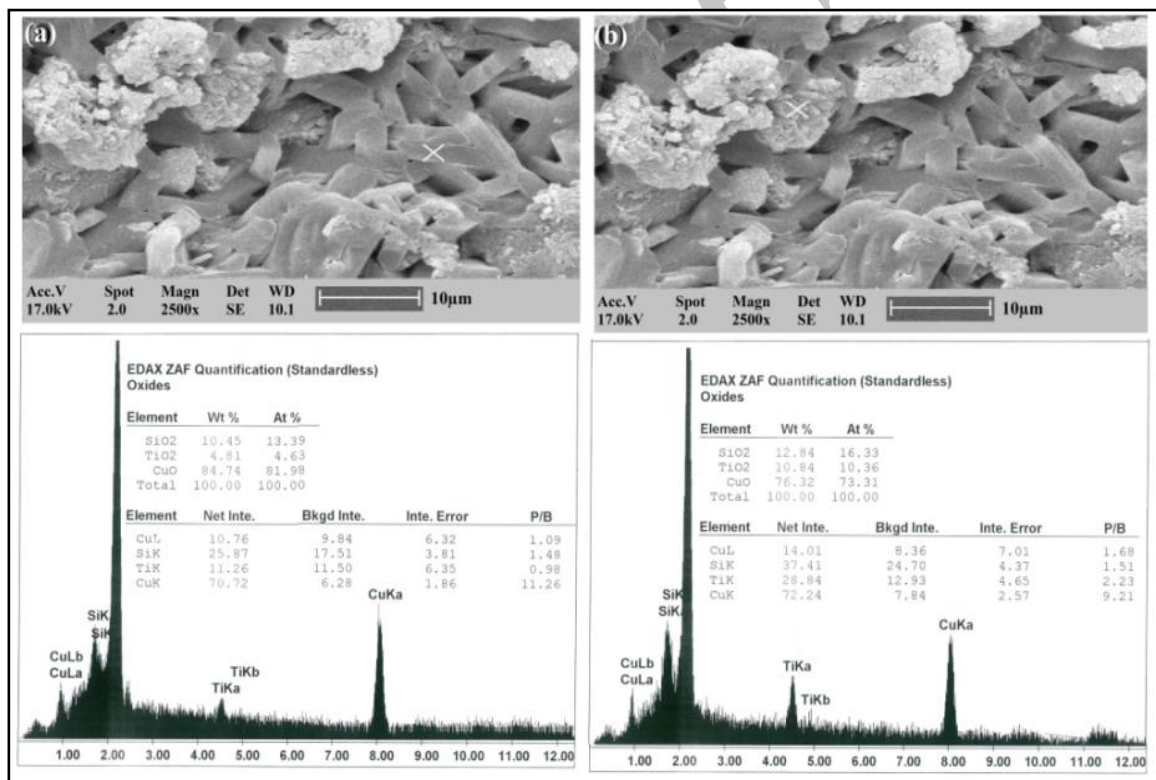 (a)
Acc.V Spot Magn Det WD
17.0kV 2.0 2500x SE 10.1
10µm
EDAX ZAF Quantification (Standardless)
Oxides
Element Wt % At %
SiO2 10.45 13.39
TiO2 4.81 4.63
CuO 84.74 81.98
Total 100.00 100.00
Element Net Inte. Bkgd Inte. Inte. Error P/B
CuL 10.76 9.84 6.32 1.09
SiK 25.87 17.51 3.81 1.48
TiK 11.26 11.50 6.35 0.98
CuK 70.72 6.28 1.86 11.26
CuKa
SiKa
SiK
CuLb
CuLa
TiKb
TiKa
1.00 2.00 3.00 4.00 5.00 6.00 7.00 8.00 9.00 10.00 11.00 12.00
(b)
Acc.V Spot Magn Det WD
17.0kV 2.0 2500x SE 10.1
10µm
EDAX ZAF Quantification (Standardless)
Oxides
Element Wt % At %
SiO2 12.84 16.33
TiO2 10.84 10.36
CuO 76.32 73.31
Total 100.00 100.00
Element Net Inte. Bkgd Inte. Inte. Error P/B
CuL 14.01 8.36 7.01 1.68
SiK 37.41 24.70 4.37 1.51
TiK 28.84 12.93 4.65 2.23
CuK 72.24 7.84 2.57 9.21
SiK
SiK
CuKa
CuLb
CuLa
TiKa
TiKb
1.00 2.00 3.00 4.00 5.00 6.00 7.00 8.00 9.00 10.00 11.00 12.00